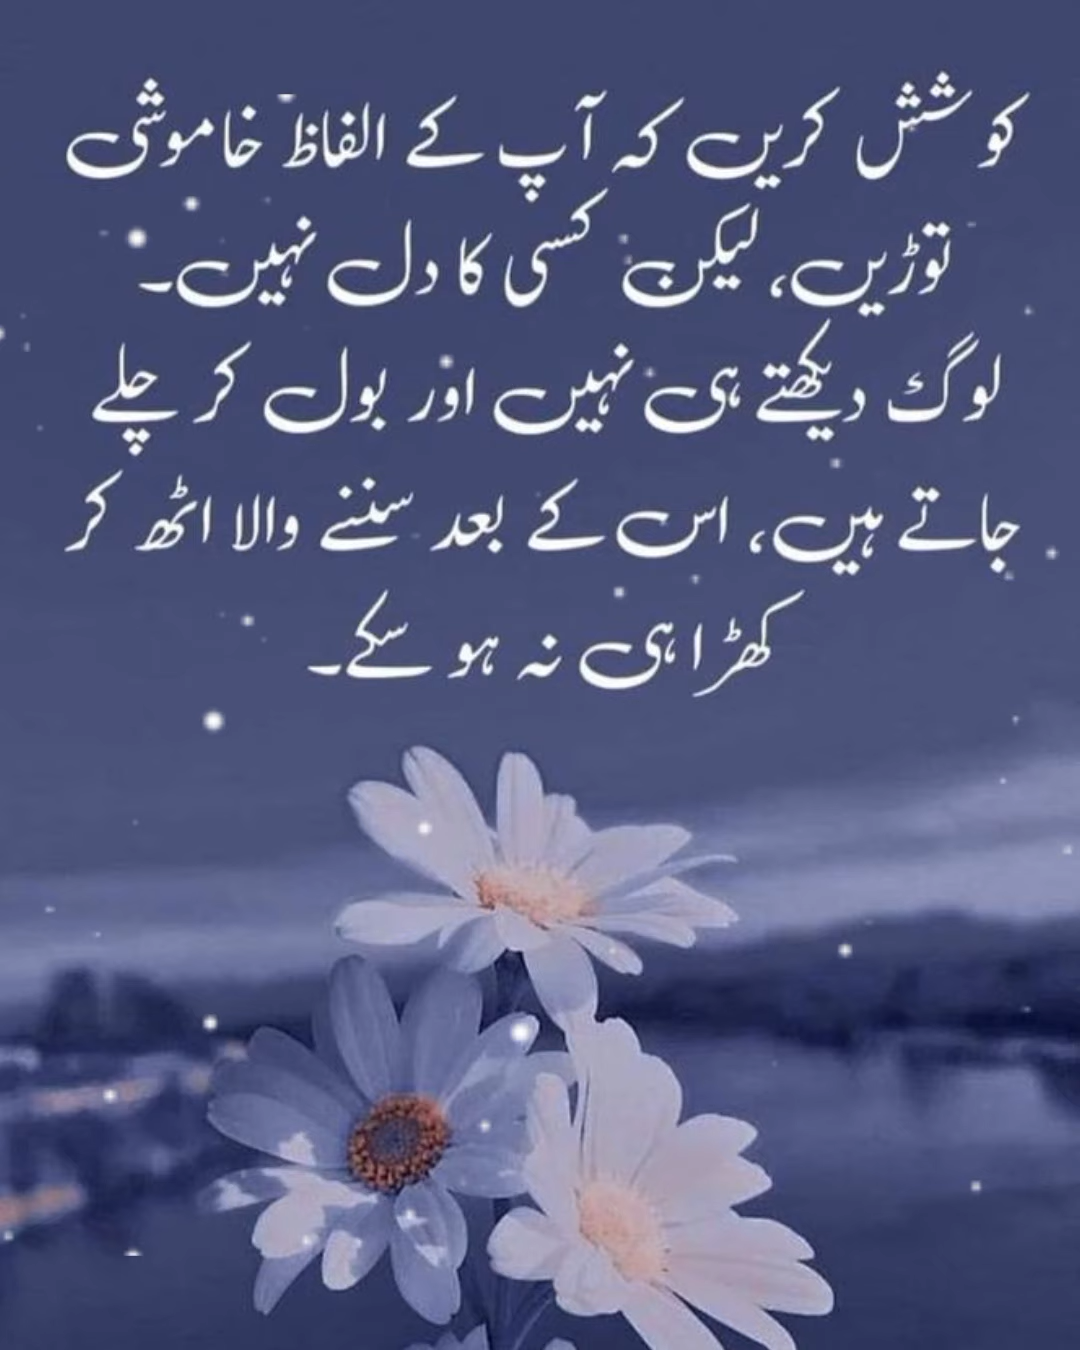 کوشش کریں کہ آپ کے الفاظ خاموشی
توڑیں، لیکن کسی کا دل نہیں۔
لوگ دیکھتے ہی نہیں اور بول کر چلے
جاتے ہیں، اس کے بعد سننے والا اٹھ کر
کھڑا ہی نہ ہو سکے۔